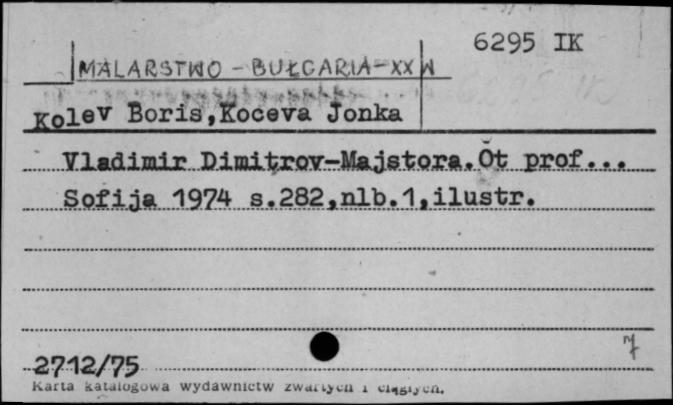 6295 IK
MALARSTWO - BUŁGARIA - XX W
Kolev Boris,Koceva Jonka
Vladimir Dimitrov-Majstora.Ot prof...
Sofija 1974 s.282,nlb.1,ilustr.
7
2712/75
Karta katalogowa wydawnictw zwartych i ciągłych.